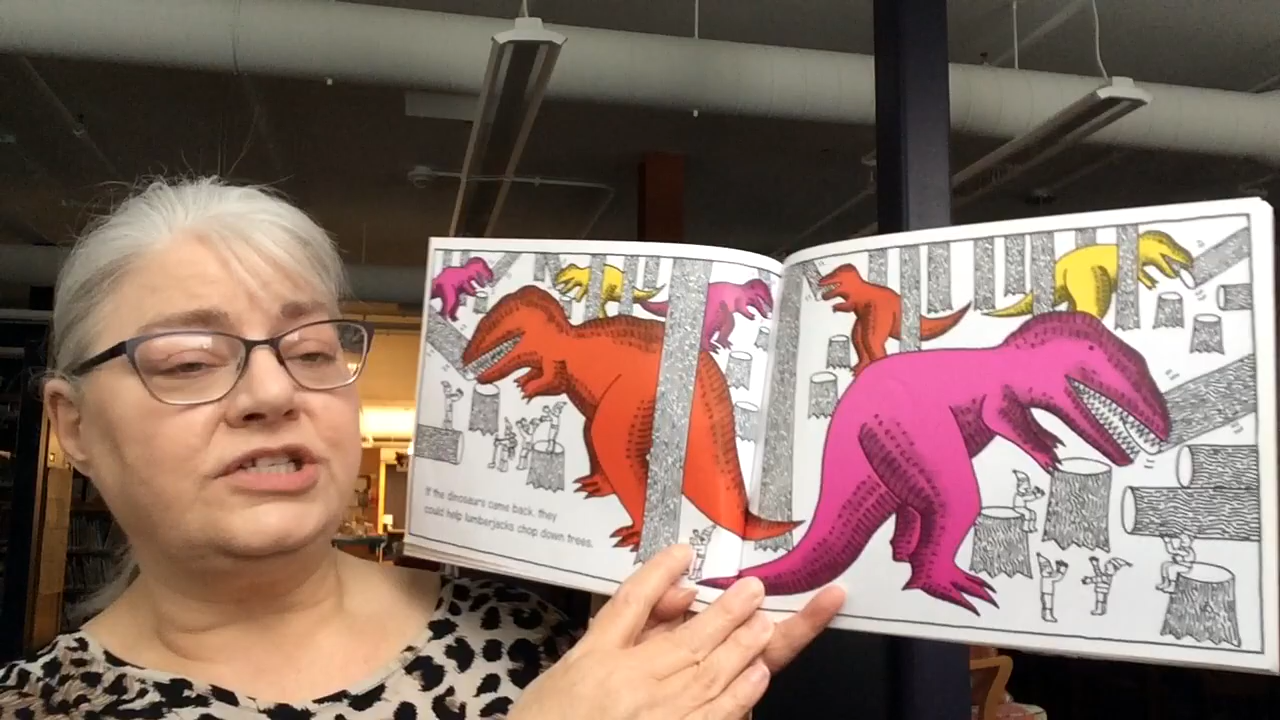 If the dinosaurs came back, they
could help lumberjacks chop down trees.